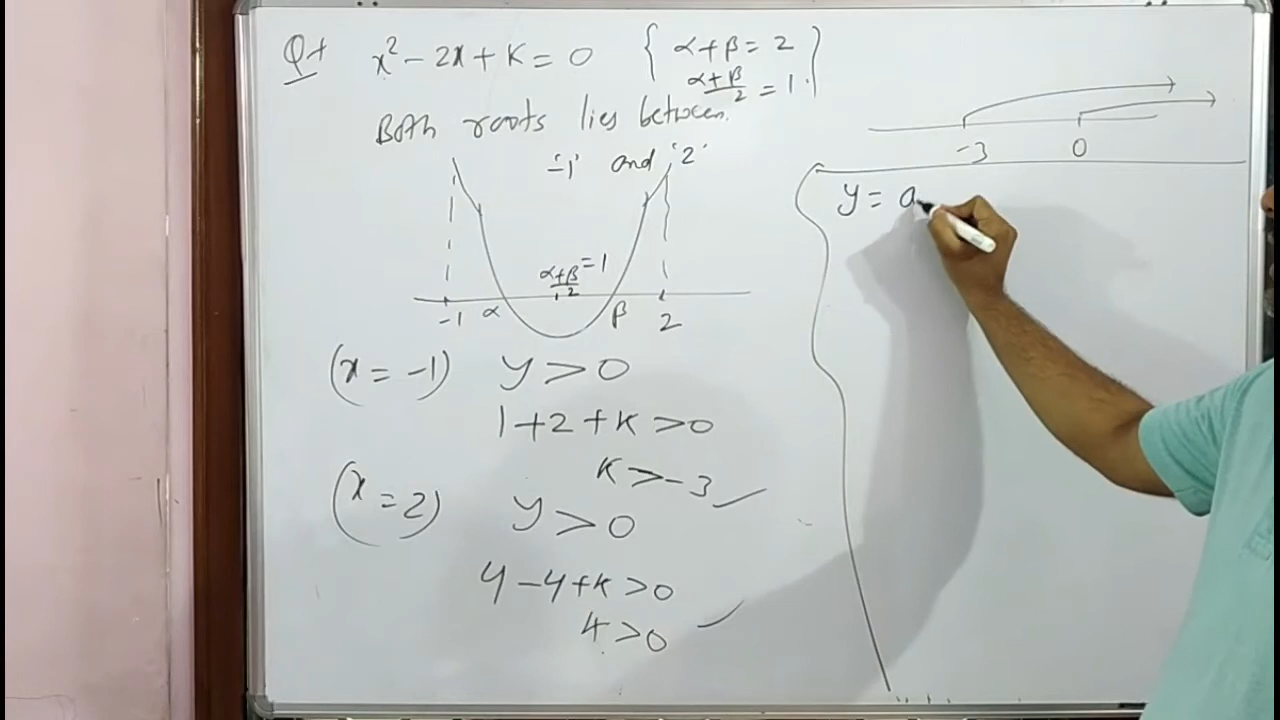 Q+ x² - 2x + K = 0 { α+β = 2
α+β/2 = 1 . }
Both roots lies between.
'-1' and '2'
α+β/2 = 1
-1 α β 2
(x = -1) y > 0
1 + 2 + K > 0
K > -3
(x = 2) y > 0
4 - 4 + K > 0
4 > 0
-3 0
y = a